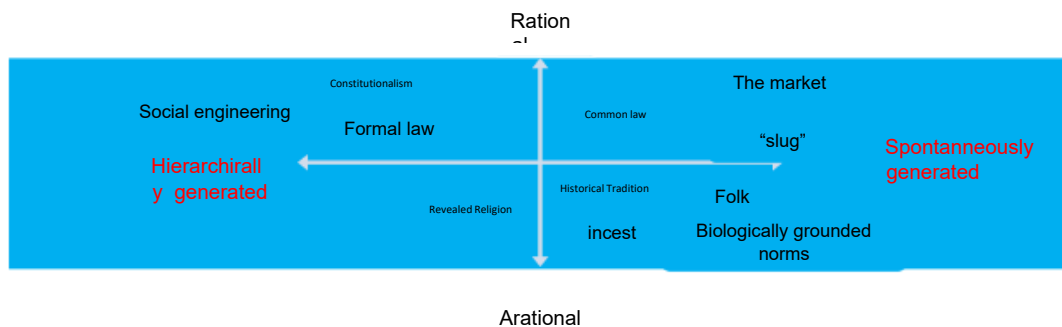 Ration
Constitutionalism
The market
Social engineering
Common law
Formal law
“slug”
Hierarchirall
y generated
Spontanneously
generated
Historical Tradition
Folk
Revealed Religion
incest
Biologically grounded
norms
Arational